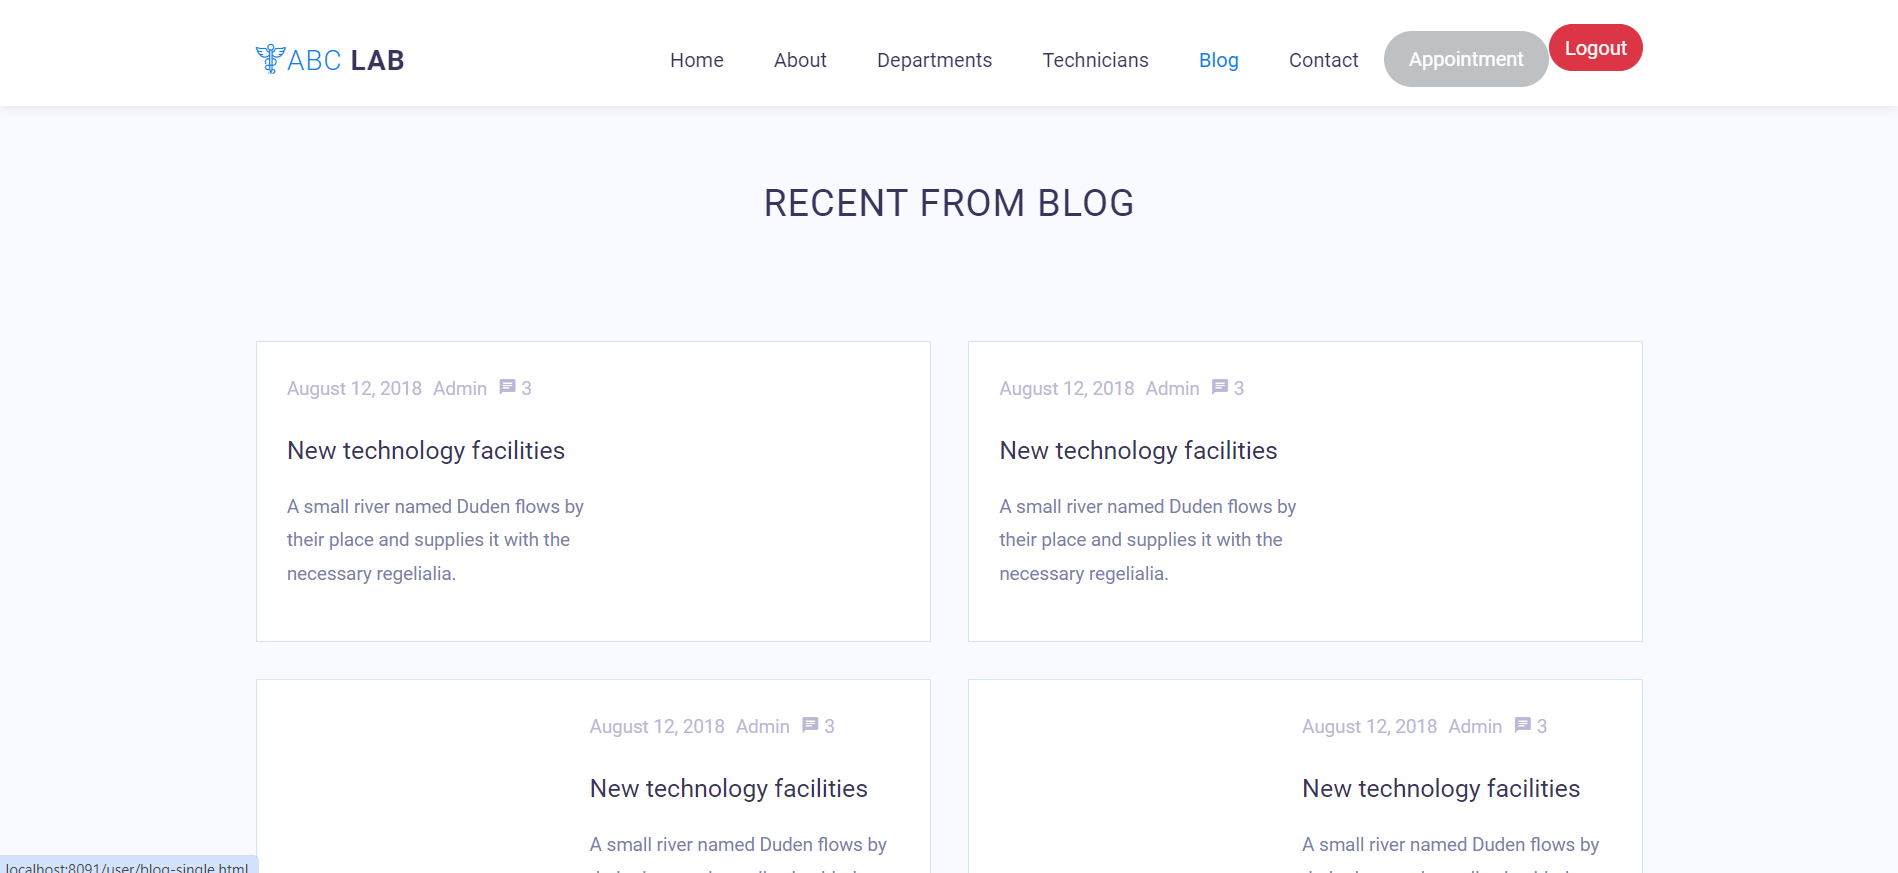 ABC LAB
Home About Departments Technicians Blog Contact Appointment Logout
RECENT FROM BLOG
August 12, 2018 Admin 3
New technology facilities
A small river named Duden flows by
their place and supplies it with the
necessary regelialia.
August 12, 2018 Admin 3
New technology facilities
A small river named Duden flows by
their place and supplies it with the
necessary regelialia.
August 12, 2018 Admin 3
New technology facilities
A small river named Duden flows by
August 12, 2018 Admin 3
New technology facilities
A small river named Duden flows by
localhost:8091/user/blog-single.html